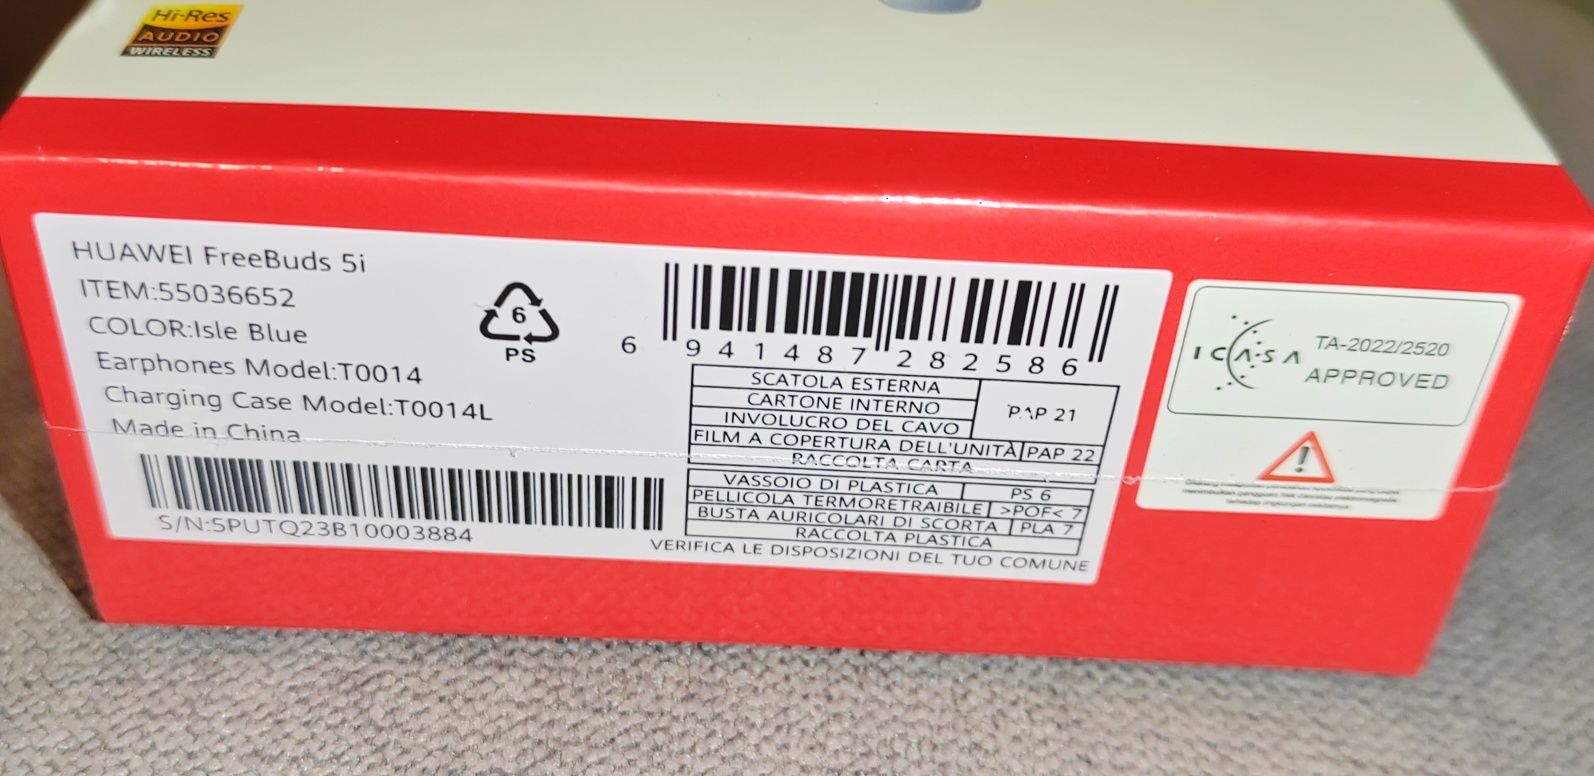 Hi-Res
AUDIO
WIRELESS
HUAWEI FreeBuds 5i
ITEM:55036652
COLOR:Isle Blue
Earphones Model:T0014
Charging Case Model:T0014L
Made in China
S/N:5PUTQ23B10003884
6
PS
6 941487 282586
SCATOLA ESTERNA
CARTONE INTERNO
INVOLUCRO DEL CAVO
PAP 21
FILM A COPERTURA DELL'UNITÀ PAP 22
RACCOLTA CARTA
VASSOIO DI PLASTICA PS 6
PELLICOLA TERMORETRAIBILE >POF< 7
BUSTA AURICOLARI DI SCORTA PLA 7
RACCOLTA PLASTICA
VERIFICA LE DISPOSIZIONI DEL TUO COMUNE
ICASA
TA-2022/2520
APPROVED
!